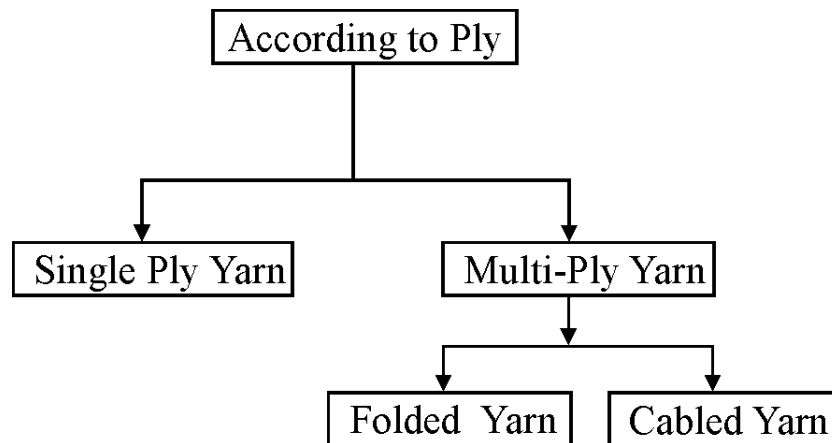 According to Ply
Single Ply Yarn
Multi-Ply Yarn
Folded Yarn
Cabled Yarn